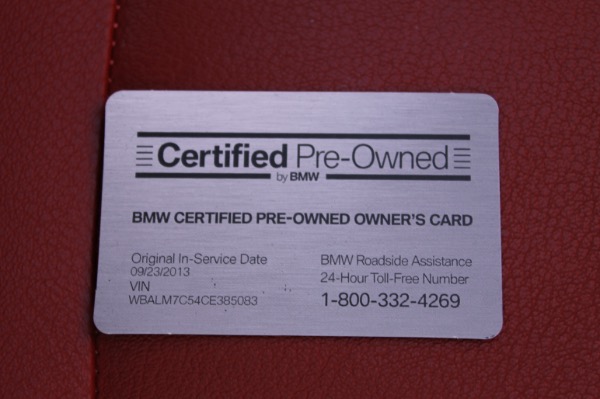 Certified Pre-Owned
by BMW
BMW CERTIFIED PRE-OWNED OWNER'S CARD
Original In-Service Date
09/23/2013
VIN
WBALM7C54CE385083
BMW Roadside Assistance
24-Hour Toll-Free Number
1-800-332-4269